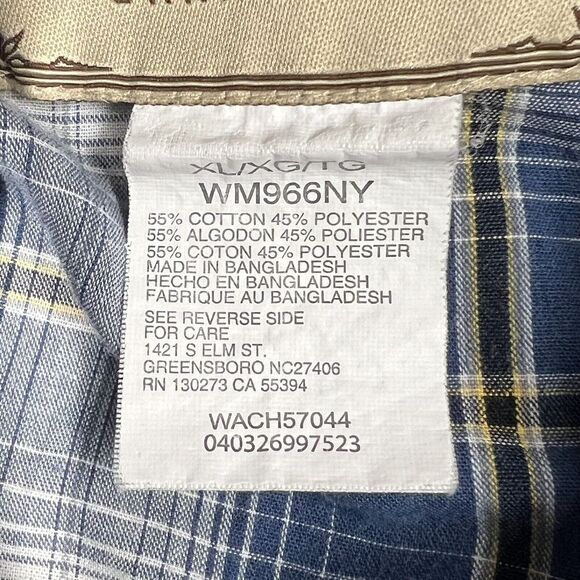 XL/XG/TG
WM966NY
55% COTTON 45% POLYESTER
55% ALGODON 45% POLIESTER
55% COTON 45% POLYESTER
MADE IN BANGLADESH
HECHO EN BANGLADESH
FABRIQUE AU BANGLADESH
SEE REVERSE SIDE
FOR CARE
1421 S ELM ST.
GREENSBORO NC27406
RN 130273 CA 55394
WACH57044
040326997523